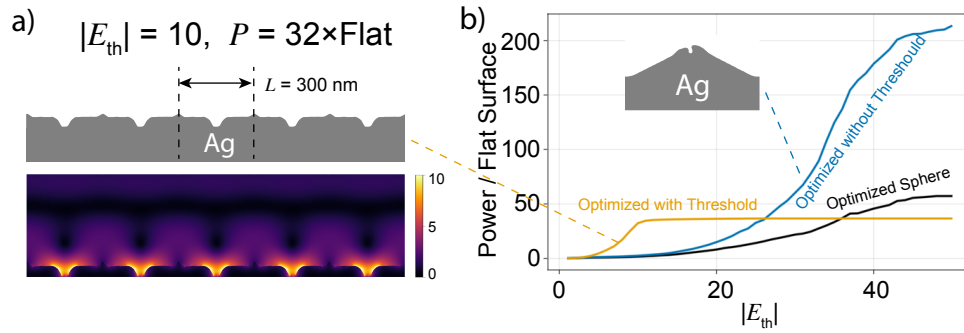 a)
|E_th| = 10, P = 32×Flat
L = 300 nm
Ag
10
5
0
b)
Power / Flat Surface
200
150
100
50
0
Ag
Optimized without Threshould
Optimized Sphere
Optimized with Threshold
0
20
40
|E_th|